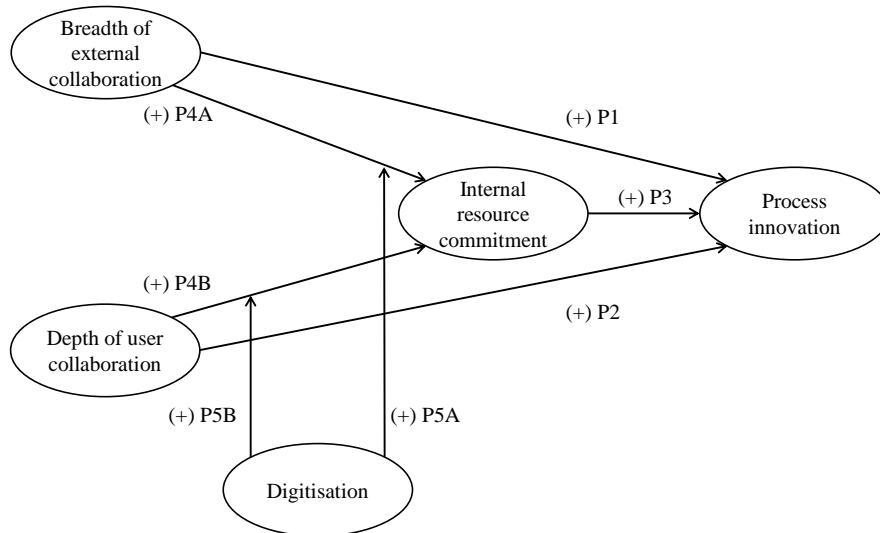 Breadth of
external
collaboration
(+) P4A
(+) P1
Internal
resource
commitment
(+) P3
Process
innovation
(+) P4B
(+) P2
Depth of user
collaboration
(+) P5B
(+) P5A
Digitisation